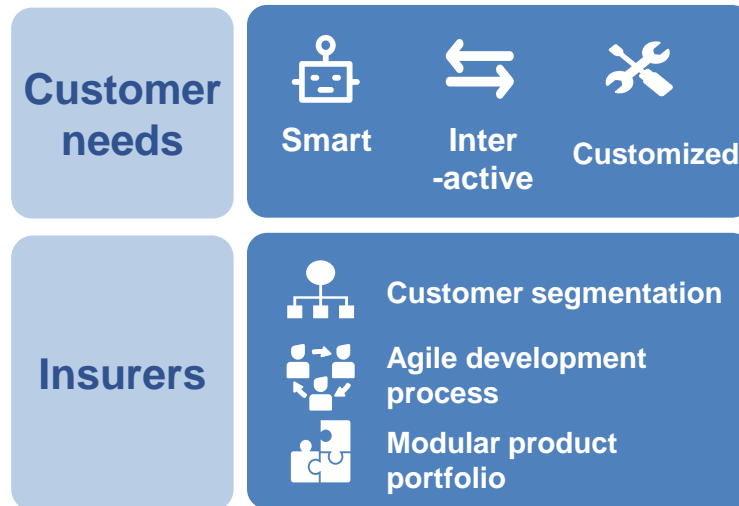 Customer
needs
Smart
Inter
-active
Customized
Insurers
Customer segmentation
Agile development
process
Modular product
portfolio